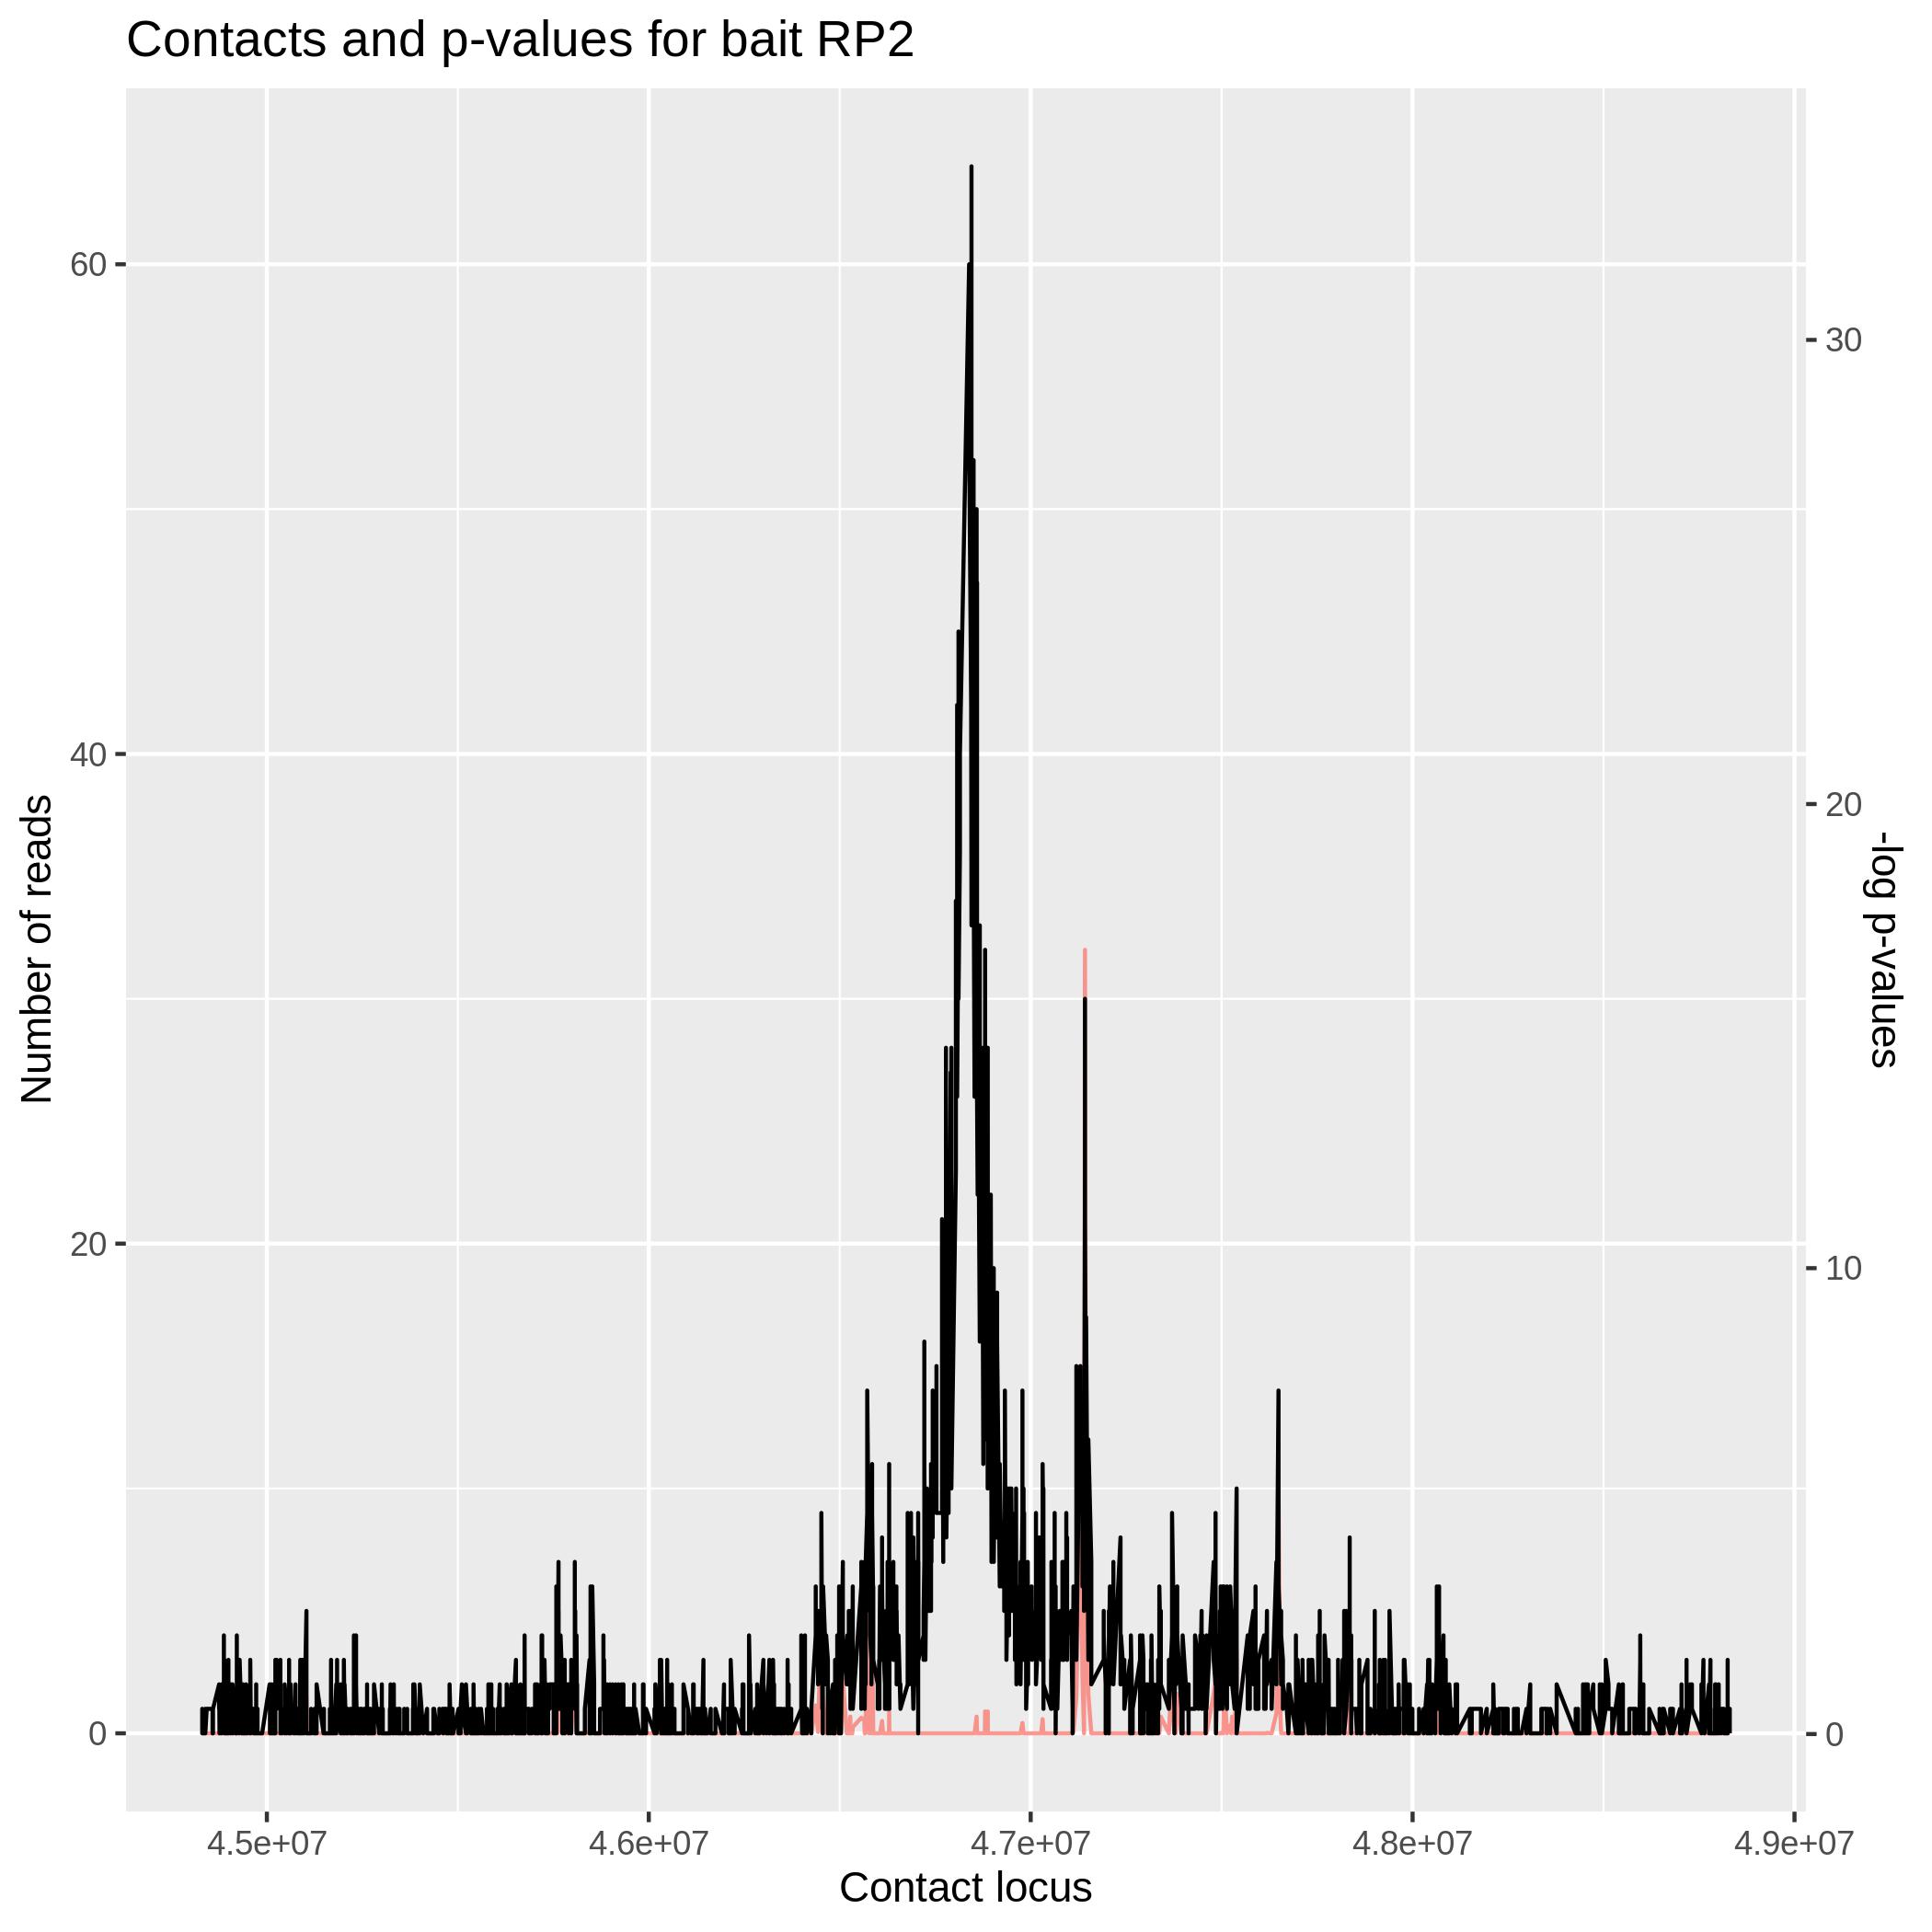 Contacts and p-values for bait RP2
60
40
20
0
30
20
10
0
Number of reads
-log p-values
4.5e+07
4.6e+07
4.7e+07
4.8e+07
4.9e+07
Contact locus